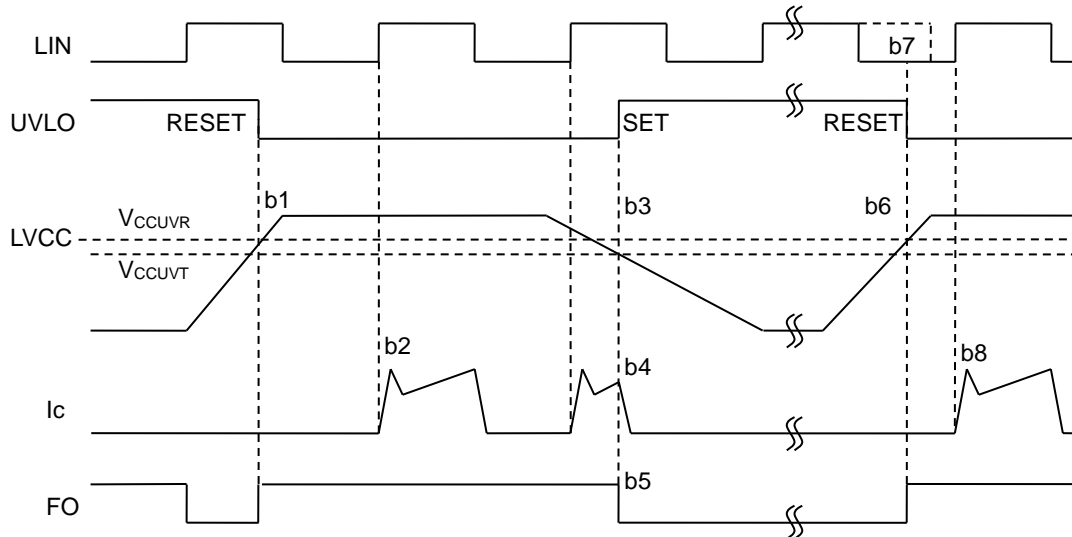 LIN
b7
UVLO
RESET
SET
RESET
b1
b3
b6
VCCUVR
LVCC
VCCUVT
b2
b4
b8
Ic
b5
FO